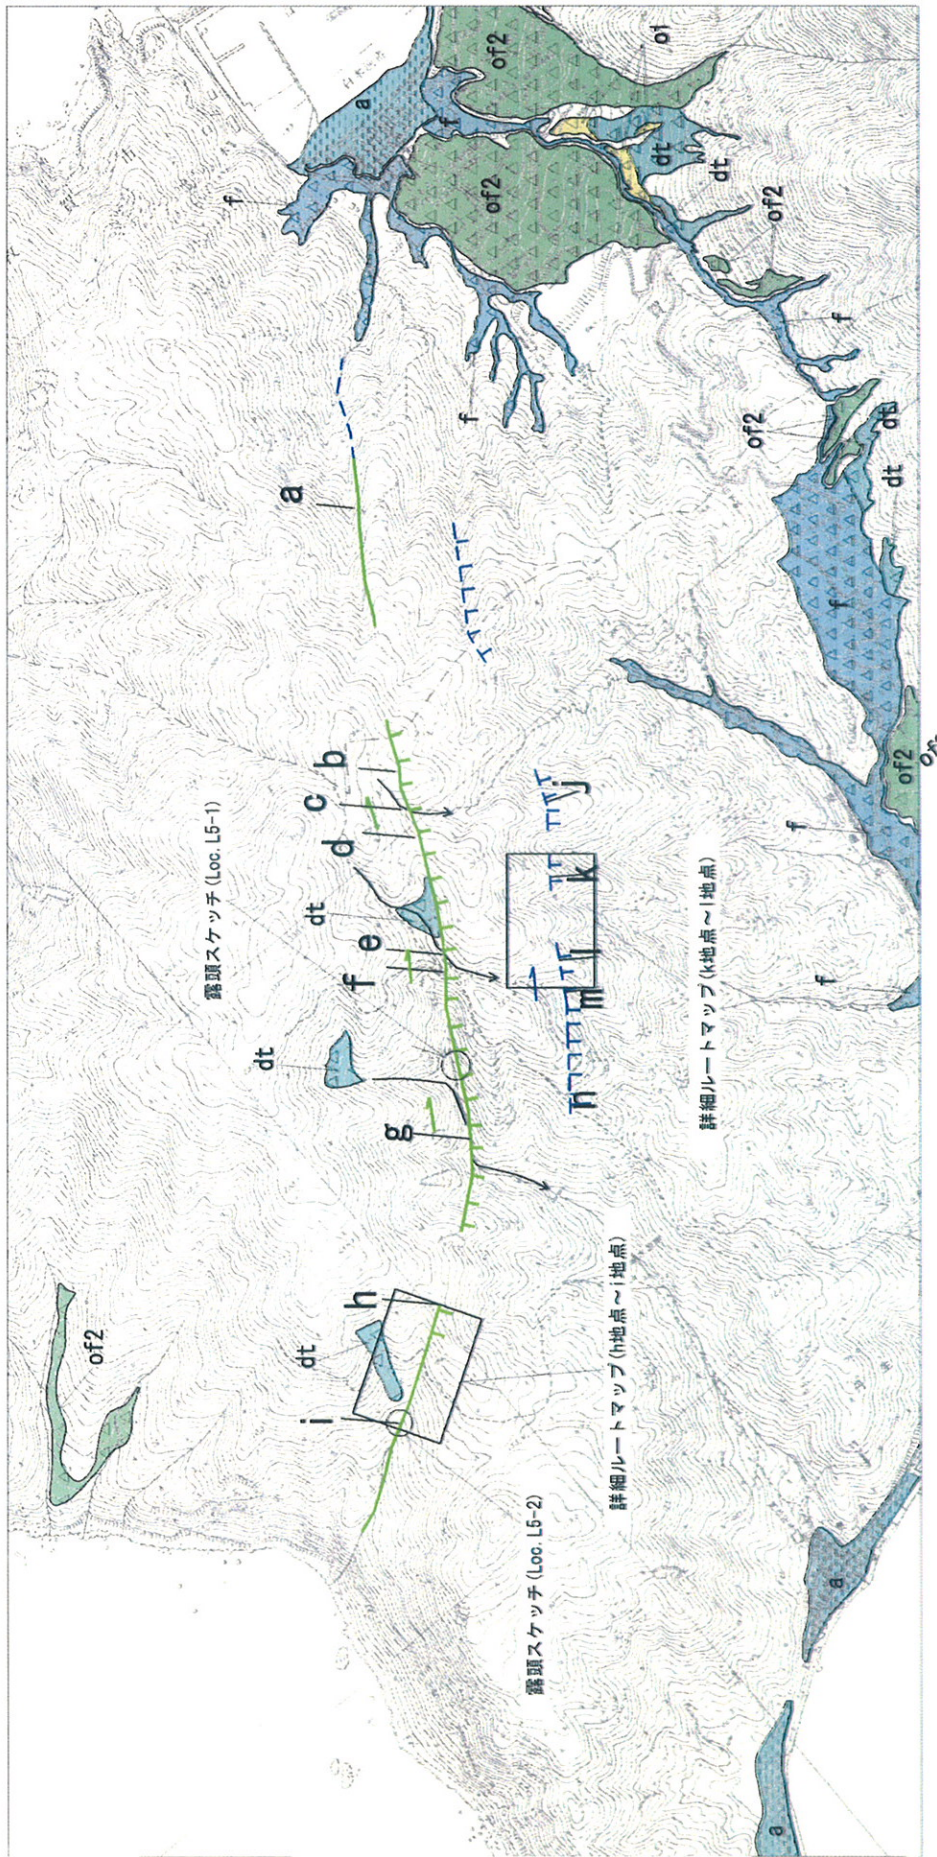 a
of2
o1
f
f
of2
dt
dt
of2
f
a
f
of2
dt
dt
f
b
c
d
dt
e
f
露頭スケッチ(Loc. L5-1)
dt
g
j
k
l
m
n
詳細ルートマップ(k地点~l地点)
f
of2
f
of2
h
dt
i
詳細ルートマップ(h地点~i地点)
露頭スケッチ(Loc. L5-2)
a
a